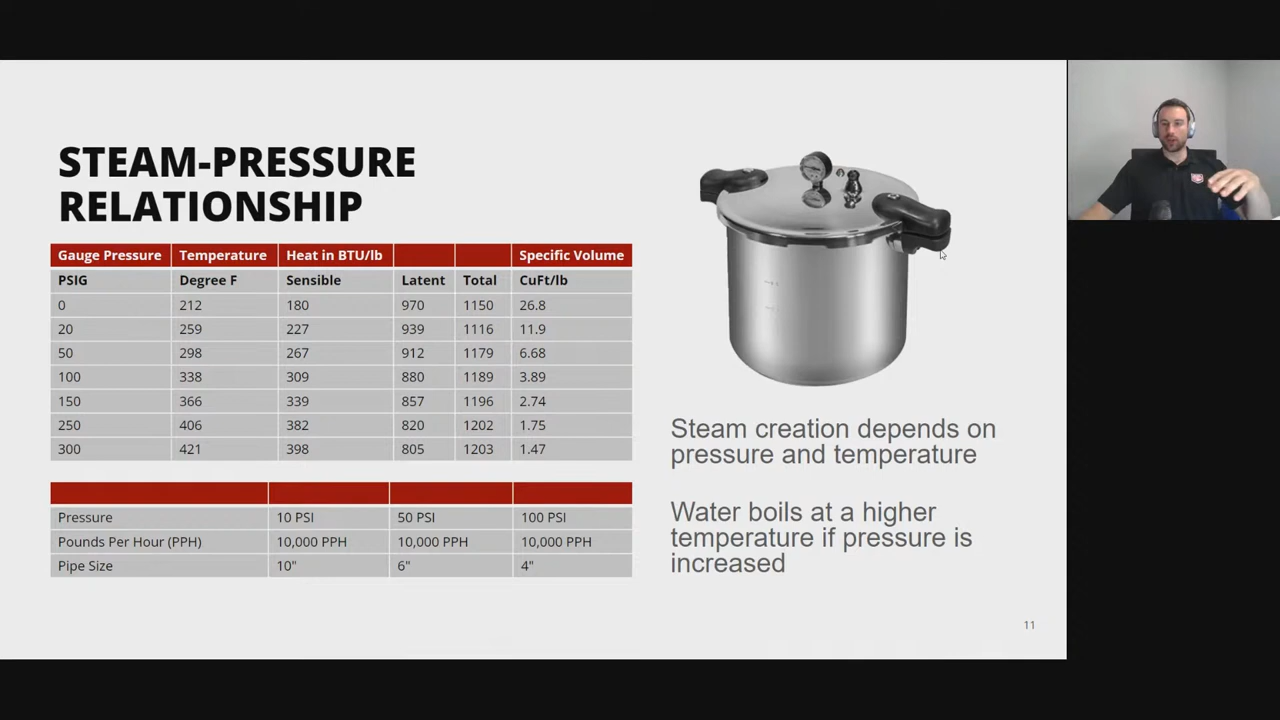 STEAM-PRESSURE
RELATIONSHIP
Gauge Pressure Temperature Heat in BTU/lb Specific Volume
PSIG Degree F Sensible Latent Total CuFt/lb
0 212 180 970 1150 26.8
20 259 227 939 1116 11.9
50 298 267 912 1179 6.68
100 338 309 880 1189 3.89
150 366 339 857 1196 2.74
250 406 382 820 1202 1.75
300 421 398 805 1203 1.47
Pressure 10 PSI 50 PSI 100 PSI
Pounds Per Hour (PPH) 10,000 PPH 10,000 PPH 10,000 PPH
Pipe Size 10" 6" 4"
Steam creation depends on
pressure and temperature
Water boils at a higher
temperature if pressure is
increased
11